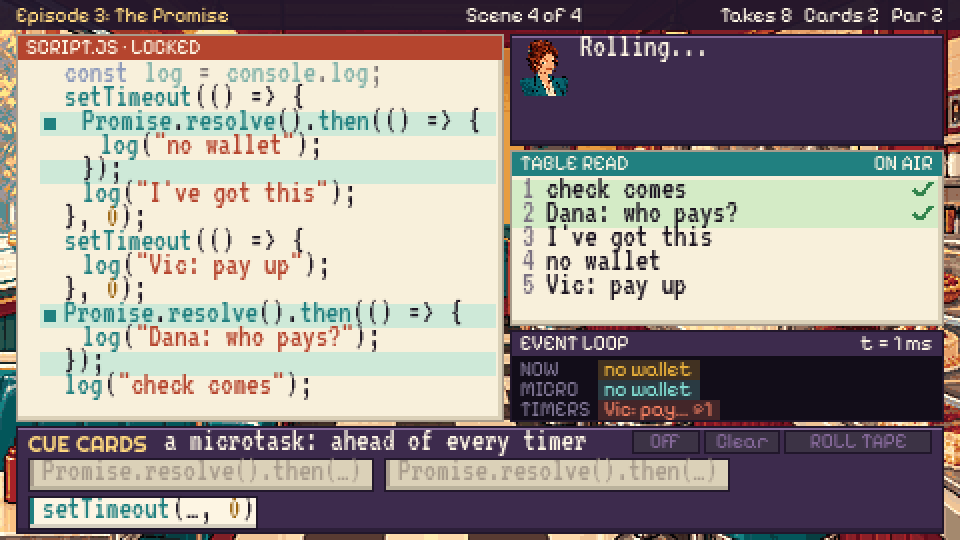 Episode 3: The Promise
Scene 4 of 4
Takes 8 Cards 2 Par 2
SCRIPT.JS · LOCKED
const log = console.log;
setTimeout(() => {
Promise.resolve().then(() => {
log("no wallet");
});
log("I've got this");
}, 0);
setTimeout(() => {
log("Vic: pay up");
}, 0);
Promise.resolve().then(() => {
log("Dana: who pays?");
});
log("check comes");
Rolling...
TABLE READ ON AIR
1 check comes
2 Dana: who pays?
3 I've got this
4 no wallet
5 Vic: pay up
EVENT LOOP t = 1ms
NOW no wallet
MICRO no wallet
TIMERS Vic: pay… @1
CUE CARDS a microtask: ahead of every timer
Off Clear ROLL TAPE
Promise.resolve().then(…) Promise.resolve().then(…)
setTimeout(…, 0)